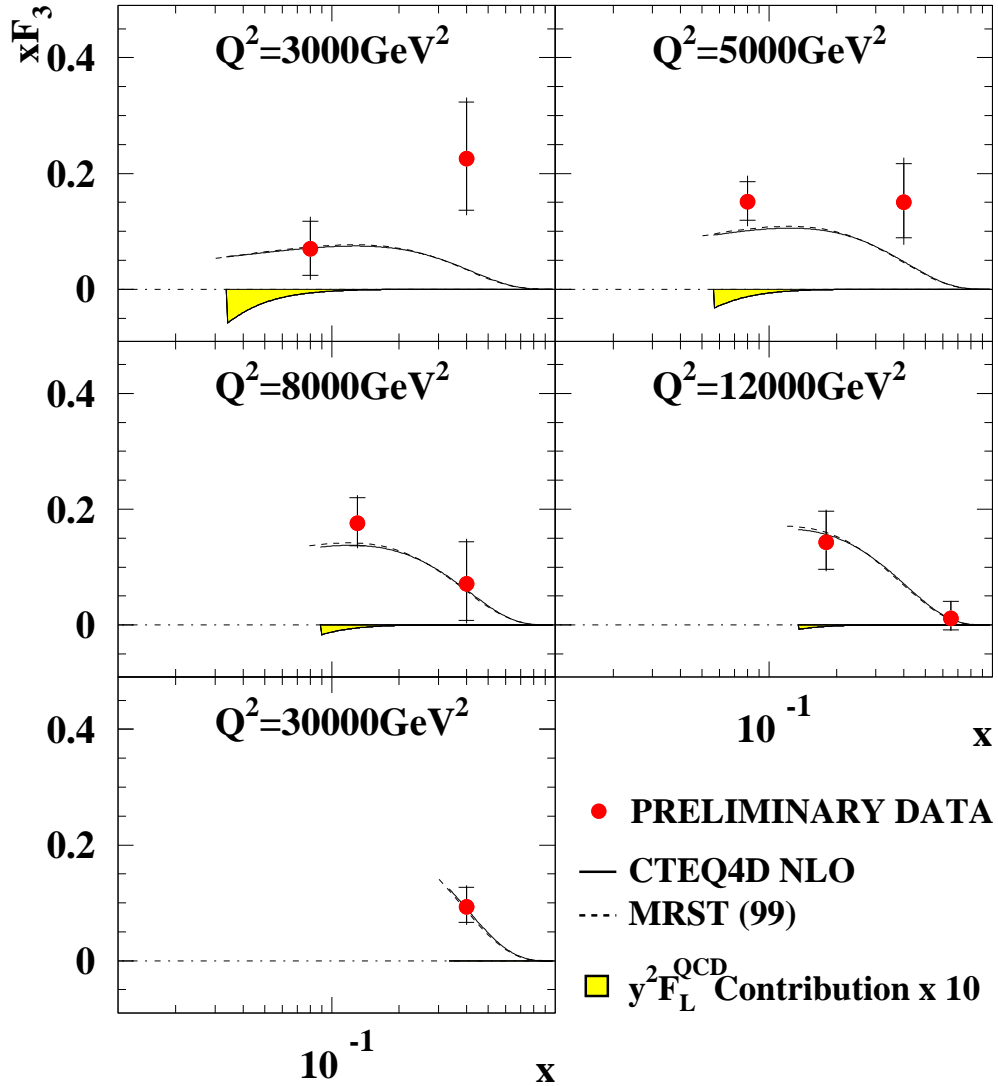 xF₃
Q²=3000GeV²
Q²=5000GeV²
0.4
0.2
0
Q²=8000GeV²
Q²=12000GeV²
0.4
0.2
0
Q²=30000GeV²
10⁻¹
x
0.4
0.2
0
10⁻¹
x
PRELIMINARY DATA
CTEQ4D NLO
MRST (99)
y²F_L^QCD Contribution x 10